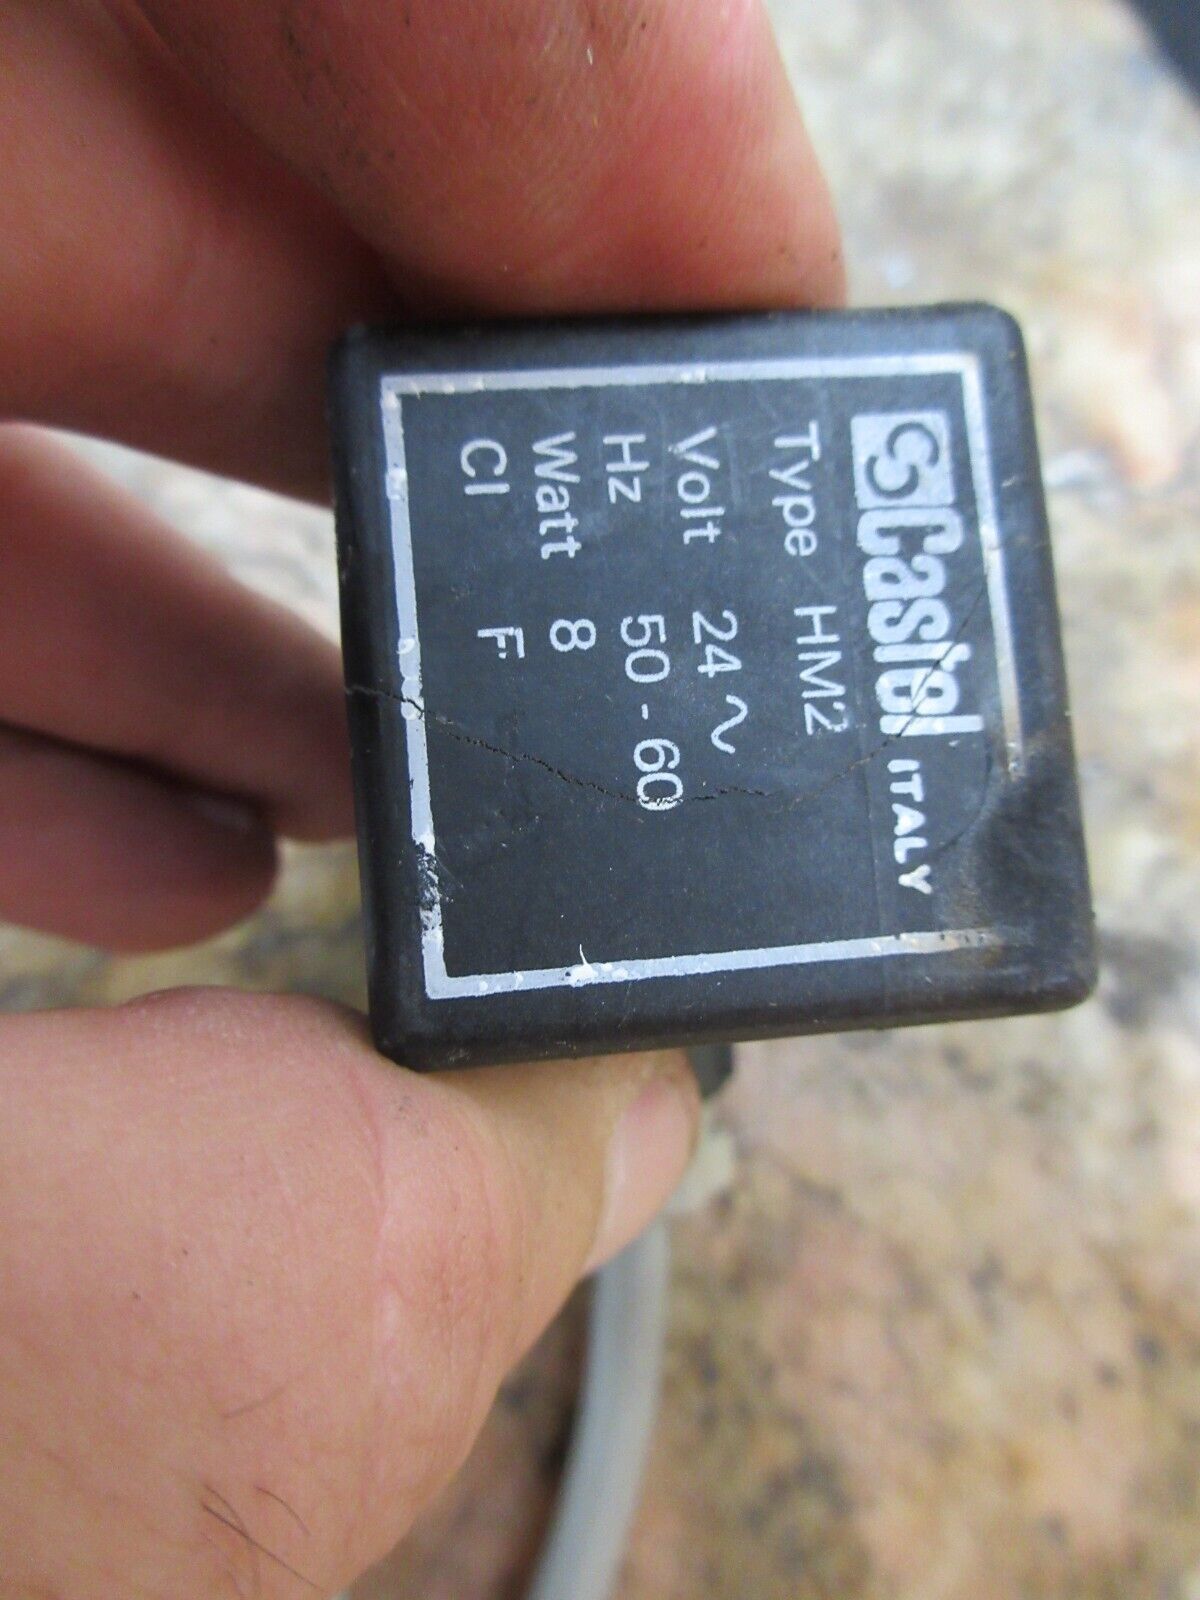 Castel ITALY
Type HM2
Volt 24 ~
Hz 50-60
Watt 8
Cl F